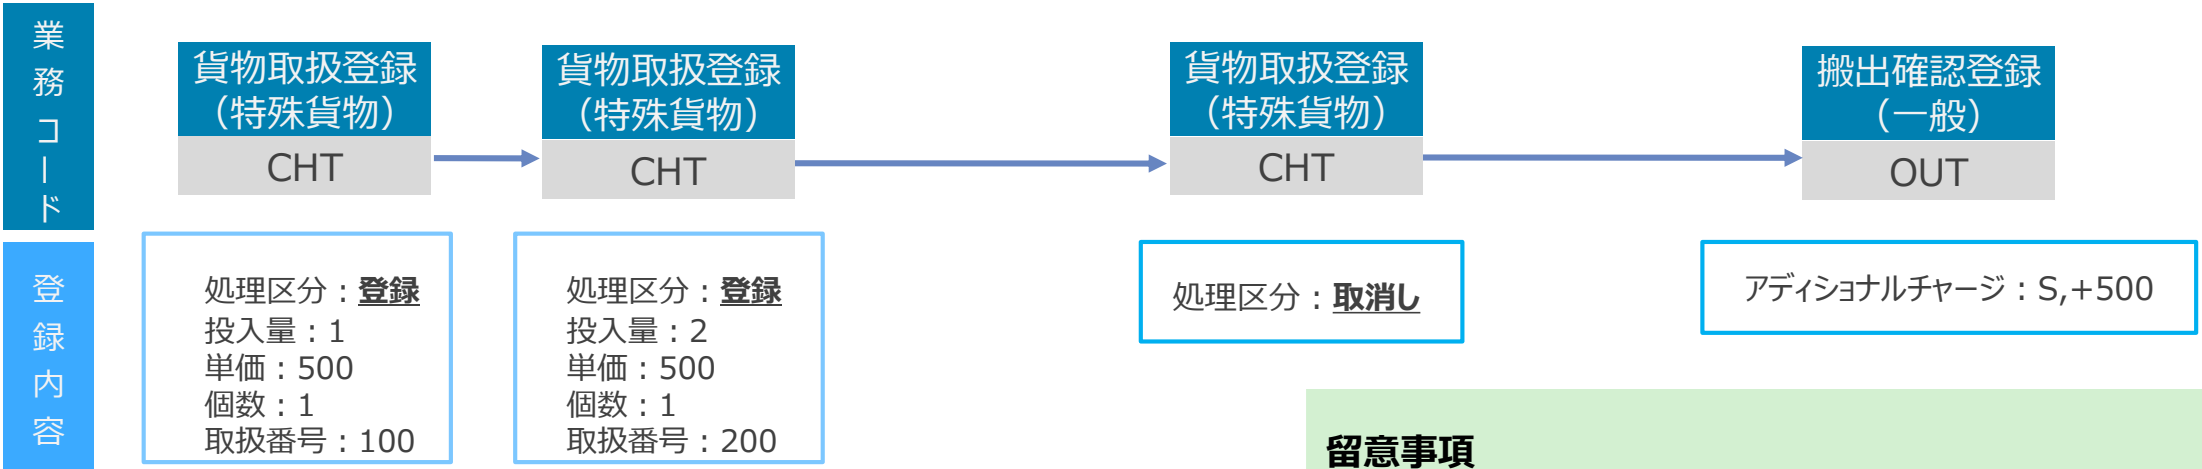 業務コード
貨物取扱登録
（特殊貨物）
CHT
貨物取扱登録
（特殊貨物）
CHT
貨物取扱登録
（特殊貨物）
CHT
搬出確認登録
（一般）
OUT
登録内容
処理区分：登録
投入量：1
単価：500
個数：1
取扱番号：100
処理区分：登録
投入量：2
単価：500
個数：1
取扱番号：200
処理区分：取消し
アディショナルチャージ：S,+500
留意事項